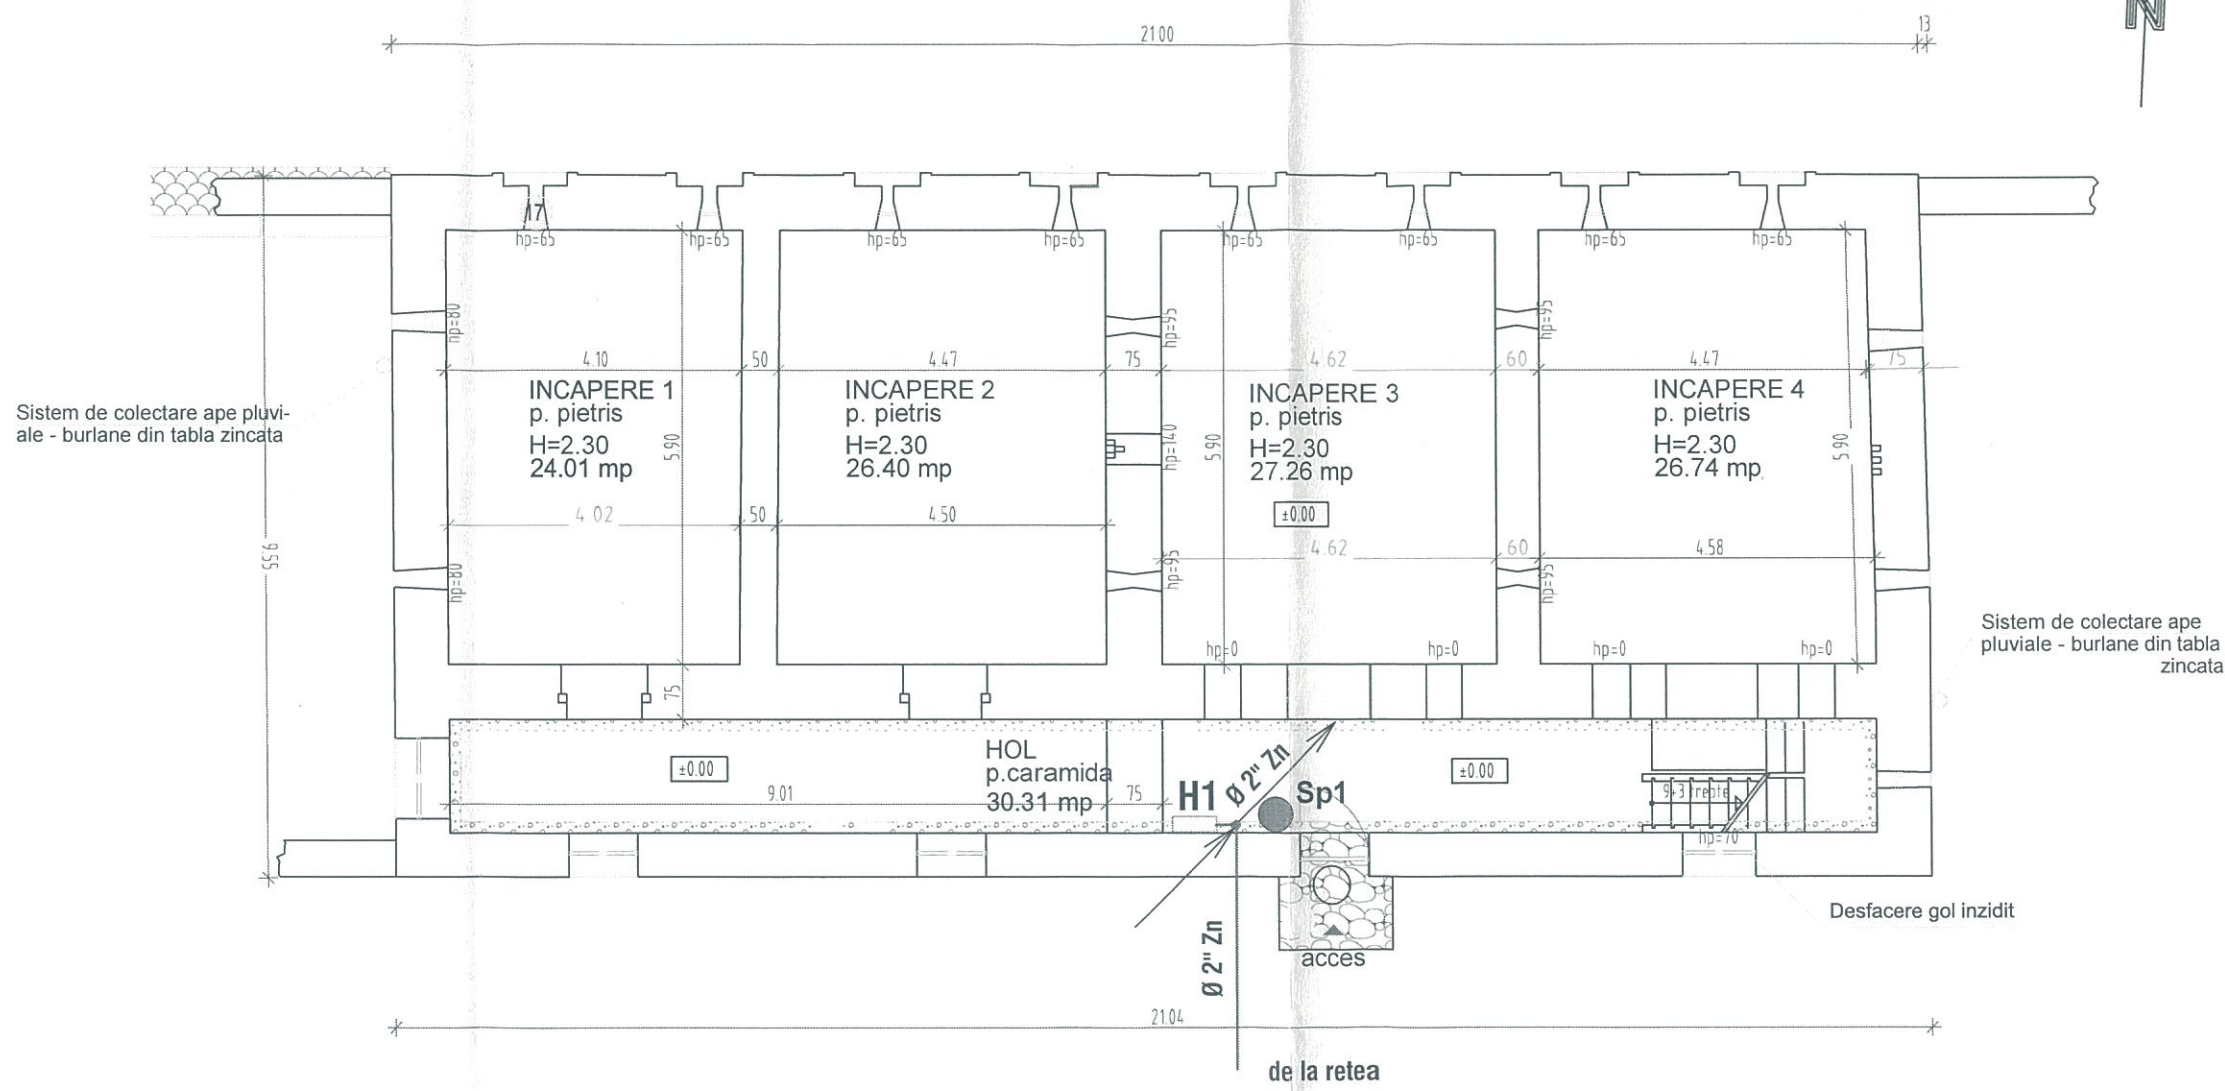 21.00
13
N
17
hp=65
hp=65
hp=65
hp=65
hp=65
hp=65
hp=65
hp=65
hp=80
hp=95
hp=95
4.10
50
4.47
75
4.62
60
4.47
75
INCAPERE 1
p. pietris
H=2.30
24.01 mp
5.90
INCAPERE 2
p. pietris
H=2.30
26.40 mp
hp=140
5.90
INCAPERE 3
p. pietris
H=2.30
27.26 mp
±0.00
INCAPERE 4
p. pietris
H=2.30
26.74 mp
5.90
Sistem de colectare ape pluvi-
ale - burlane din tabla zincata
4.02
50
4.50
4.62
60
4.58
9.55
hp=80
hp=95
hp=95
hp=0
hp=0
hp=0
hp=0
Sistem de colectare ape
pluviale - burlane din tabla
zincata
75
±0.00
HOL
p.caramida
30.31 mp
9.01
75
H1
Ø 2" Zn
Sp1
±0.00
9+3 trepte
hp=70
Desfacere gol inzidit
Ø 2" Zn
acces
21.04
de la retea